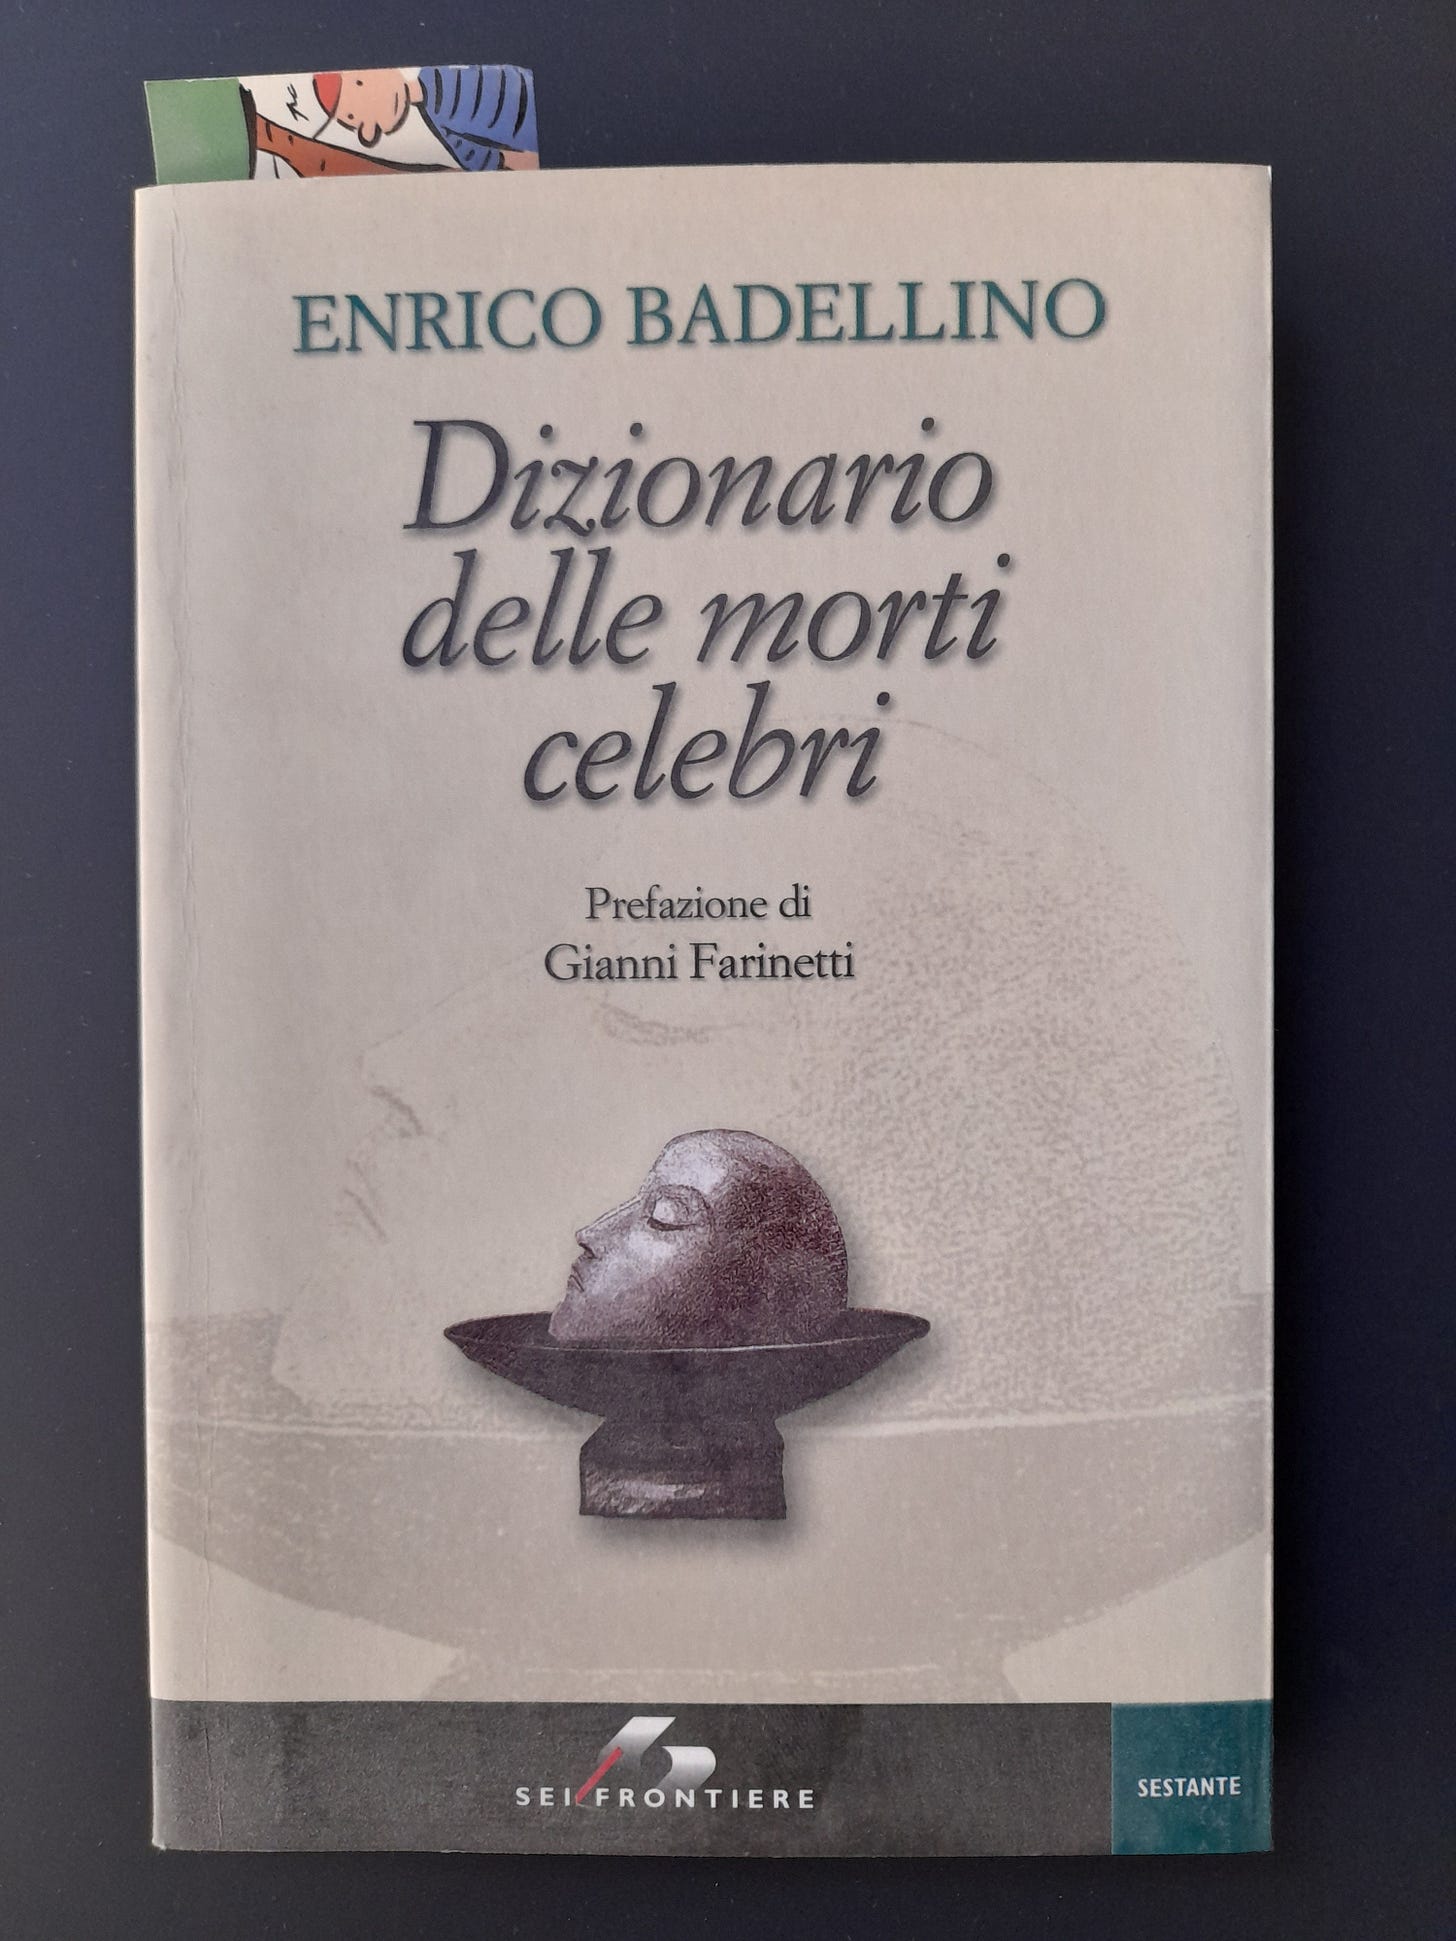 ENRICO BADELLINO
Dizionario
delle morti
celebri
Prefazione di
Gianni Farinetti
SEI/FRONTIERE
SESTANTE